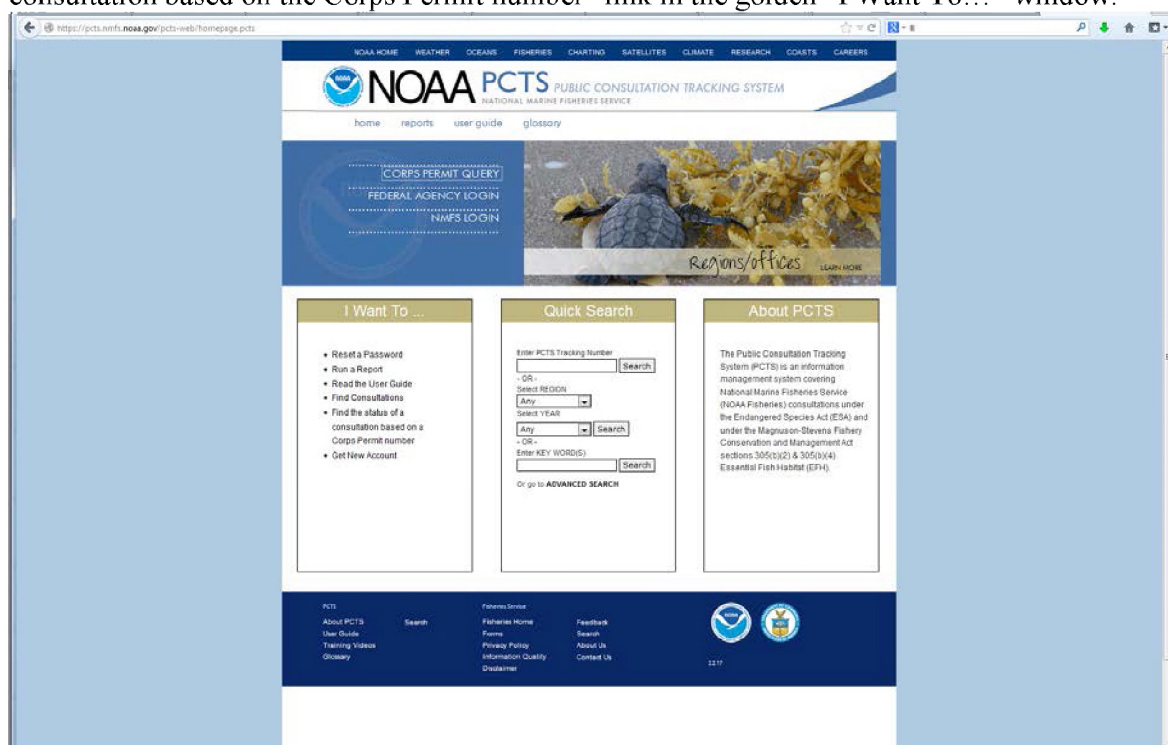 consultation based on the Corps Permit number" link in the golden "I Want To…" window.
https://pcts.nmfs.noaa.gov/pcts-web/homepage.pcts
NOAA HOME WEATHER OCEANS FISHERIES CHARTING SATELLITES CLIMATE RESEARCH COASTS CAREERS
NOAA PCTS PUBLIC CONSULTATION TRACKING SYSTEM
NATIONAL MARINE FISHERIES SERVICE
home reports user guide glossary
CORPS PERMIT QUERY
FEDERAL AGENCY LOGIN
NMFS LOGIN
Regions/offices LEARN MORE
I Want To ...
• Reset a Password
• Run a Report
• Read the User Guide
• Find Consultations
• Find the status of a
consultation based on a
Corps Permit number
• Get New Account
Quick Search
Enter PCTS Tracking Number
Search
- OR -
Select REGION
Any
Select YEAR
Any Search
- OR -
Enter KEY WORD(S)
Search
Or go to ADVANCED SEARCH
About PCTS
The Public Consultation Tracking
System (PCTS) is an information
management system covering
National Marine Fisheries Service
(NOAA Fisheries) consultations under
the Endangered Species Act (ESA) and
under the Magnuson-Stevens Fishery
Conservation and Management Act
sections 305(b)(2) & 305(b)(4)
Essential Fish Habitat (EFH).
PCTS
About PCTS Search
User Guide
Training Videos
Glossary
Fisheries Service
Fisheries Home Feedback
Forms Search
Privacy Policy About Us
Information Quality Contact Us
Disclaimer